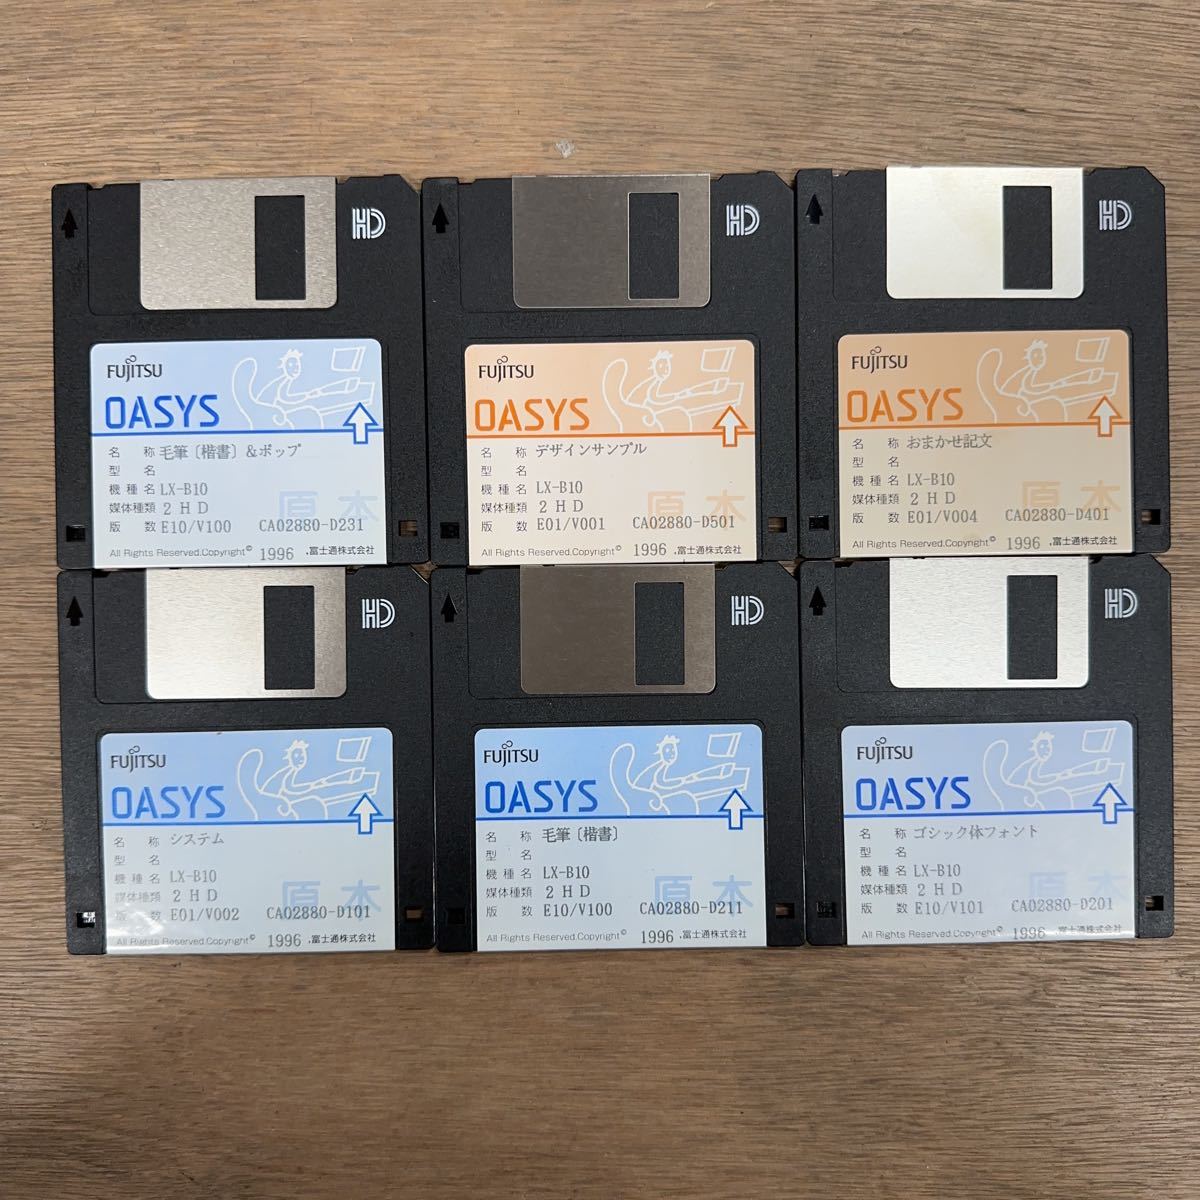 HD
FUJITSU
OASYS
名 称 毛筆〔楷書〕&ポップ
型 名
機種名 LX-B10
原本
媒体種類 2HD
版 数 E10/V100 CA02880-D231
All Rights Reserved.Copyright© 1996 .富士通株式会社
HD
FUJITSU
OASYS
名 称 デザインサンプル
型 名
機種名 LX-B10
原本
媒体種類 2HD
版 数 E01/V001 CA02880-D501
All Rights Reserved.Copyright© 1996 .富士通株式会社
HD
FUJITSU
OASYS
名 称 おまかせ記文
型 名
機種名 LX-B10
原本
媒体種類 2HD
版 数 E01/V004 CA02880-D401
All Rights Reserved.Copyright© 1996 .富士通株式会社
HD
FUJITSU
OASYS
名 称 システム
型 名
機種名 LX-B10
原本
媒体種類 2HD
版 数 E01/V002 CA02880-D101
All Rights Reserved.Copyright© 1996 .富士通株式会社
HD
FUJITSU
OASYS
名 称 毛筆〔楷書〕
型 名
機種名 LX-B10
原本
媒体種類 2HD
版 数 E10/V100 CA02880-D211
All Rights Reserved.Copyright© 1996 .富士通株式会社
HD
FUJITSU
OASYS
名 称 ゴシック体フォント
型 名
機種名 LX-B10
原本
媒体種類 2HD
版 数 E10/V101 CA02880-D201
All Rights Reserved.Copyright© 1996 .富士通株式会社